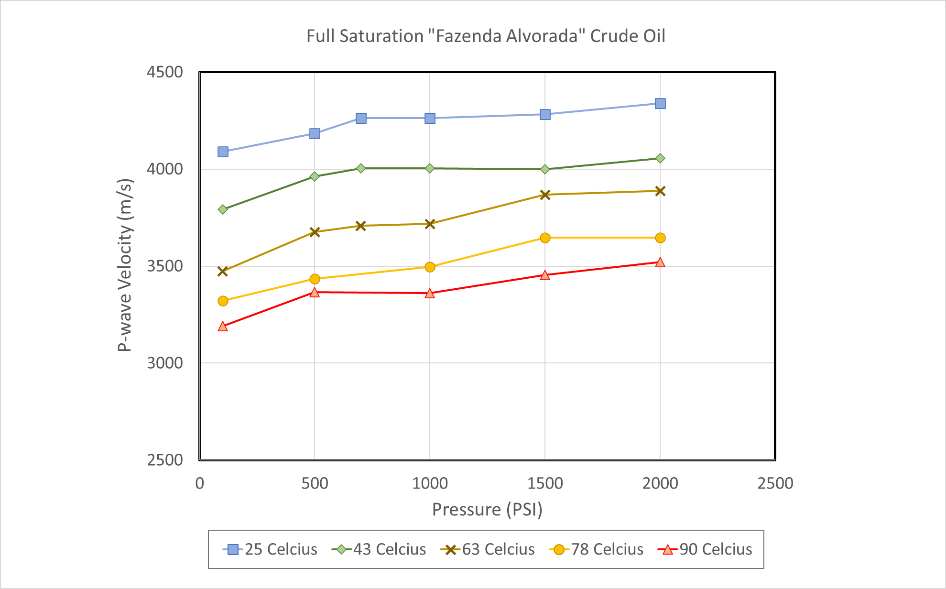 Full Saturation "Fazenda Alvorada" Crude Oil
4500
4000
3500
3000
2500
P-wave Velocity (m/s)
0 500 1000 1500 2000 2500
Pressure (PSI)
25 Celcius 43 Celcius 63 Celcius 78 Celcius 90 Celcius